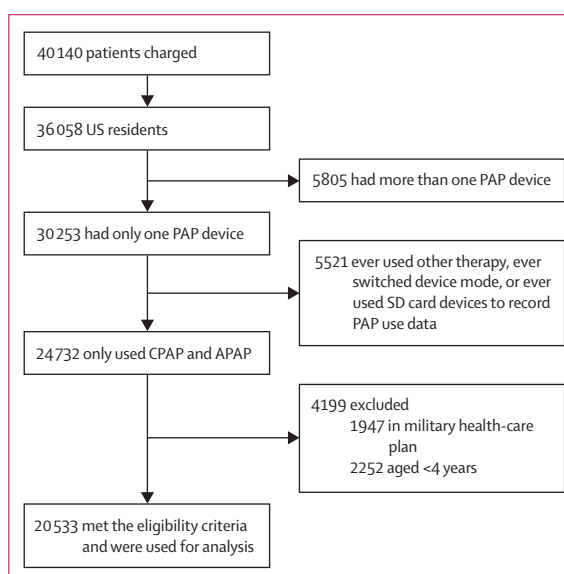 40 140 patients charged
36 058 US residents
5805 had more than one PAP device
30 253 had only one PAP device
5521 ever used other therapy, ever
switched device mode, or ever
used SD card devices to record
PAP use data
24 732 only used CPAP and APAP
4199 excluded
1947 in military health-care
plan
2252 aged <4 years
20 533 met the eligibility criteria
and were used for analysis